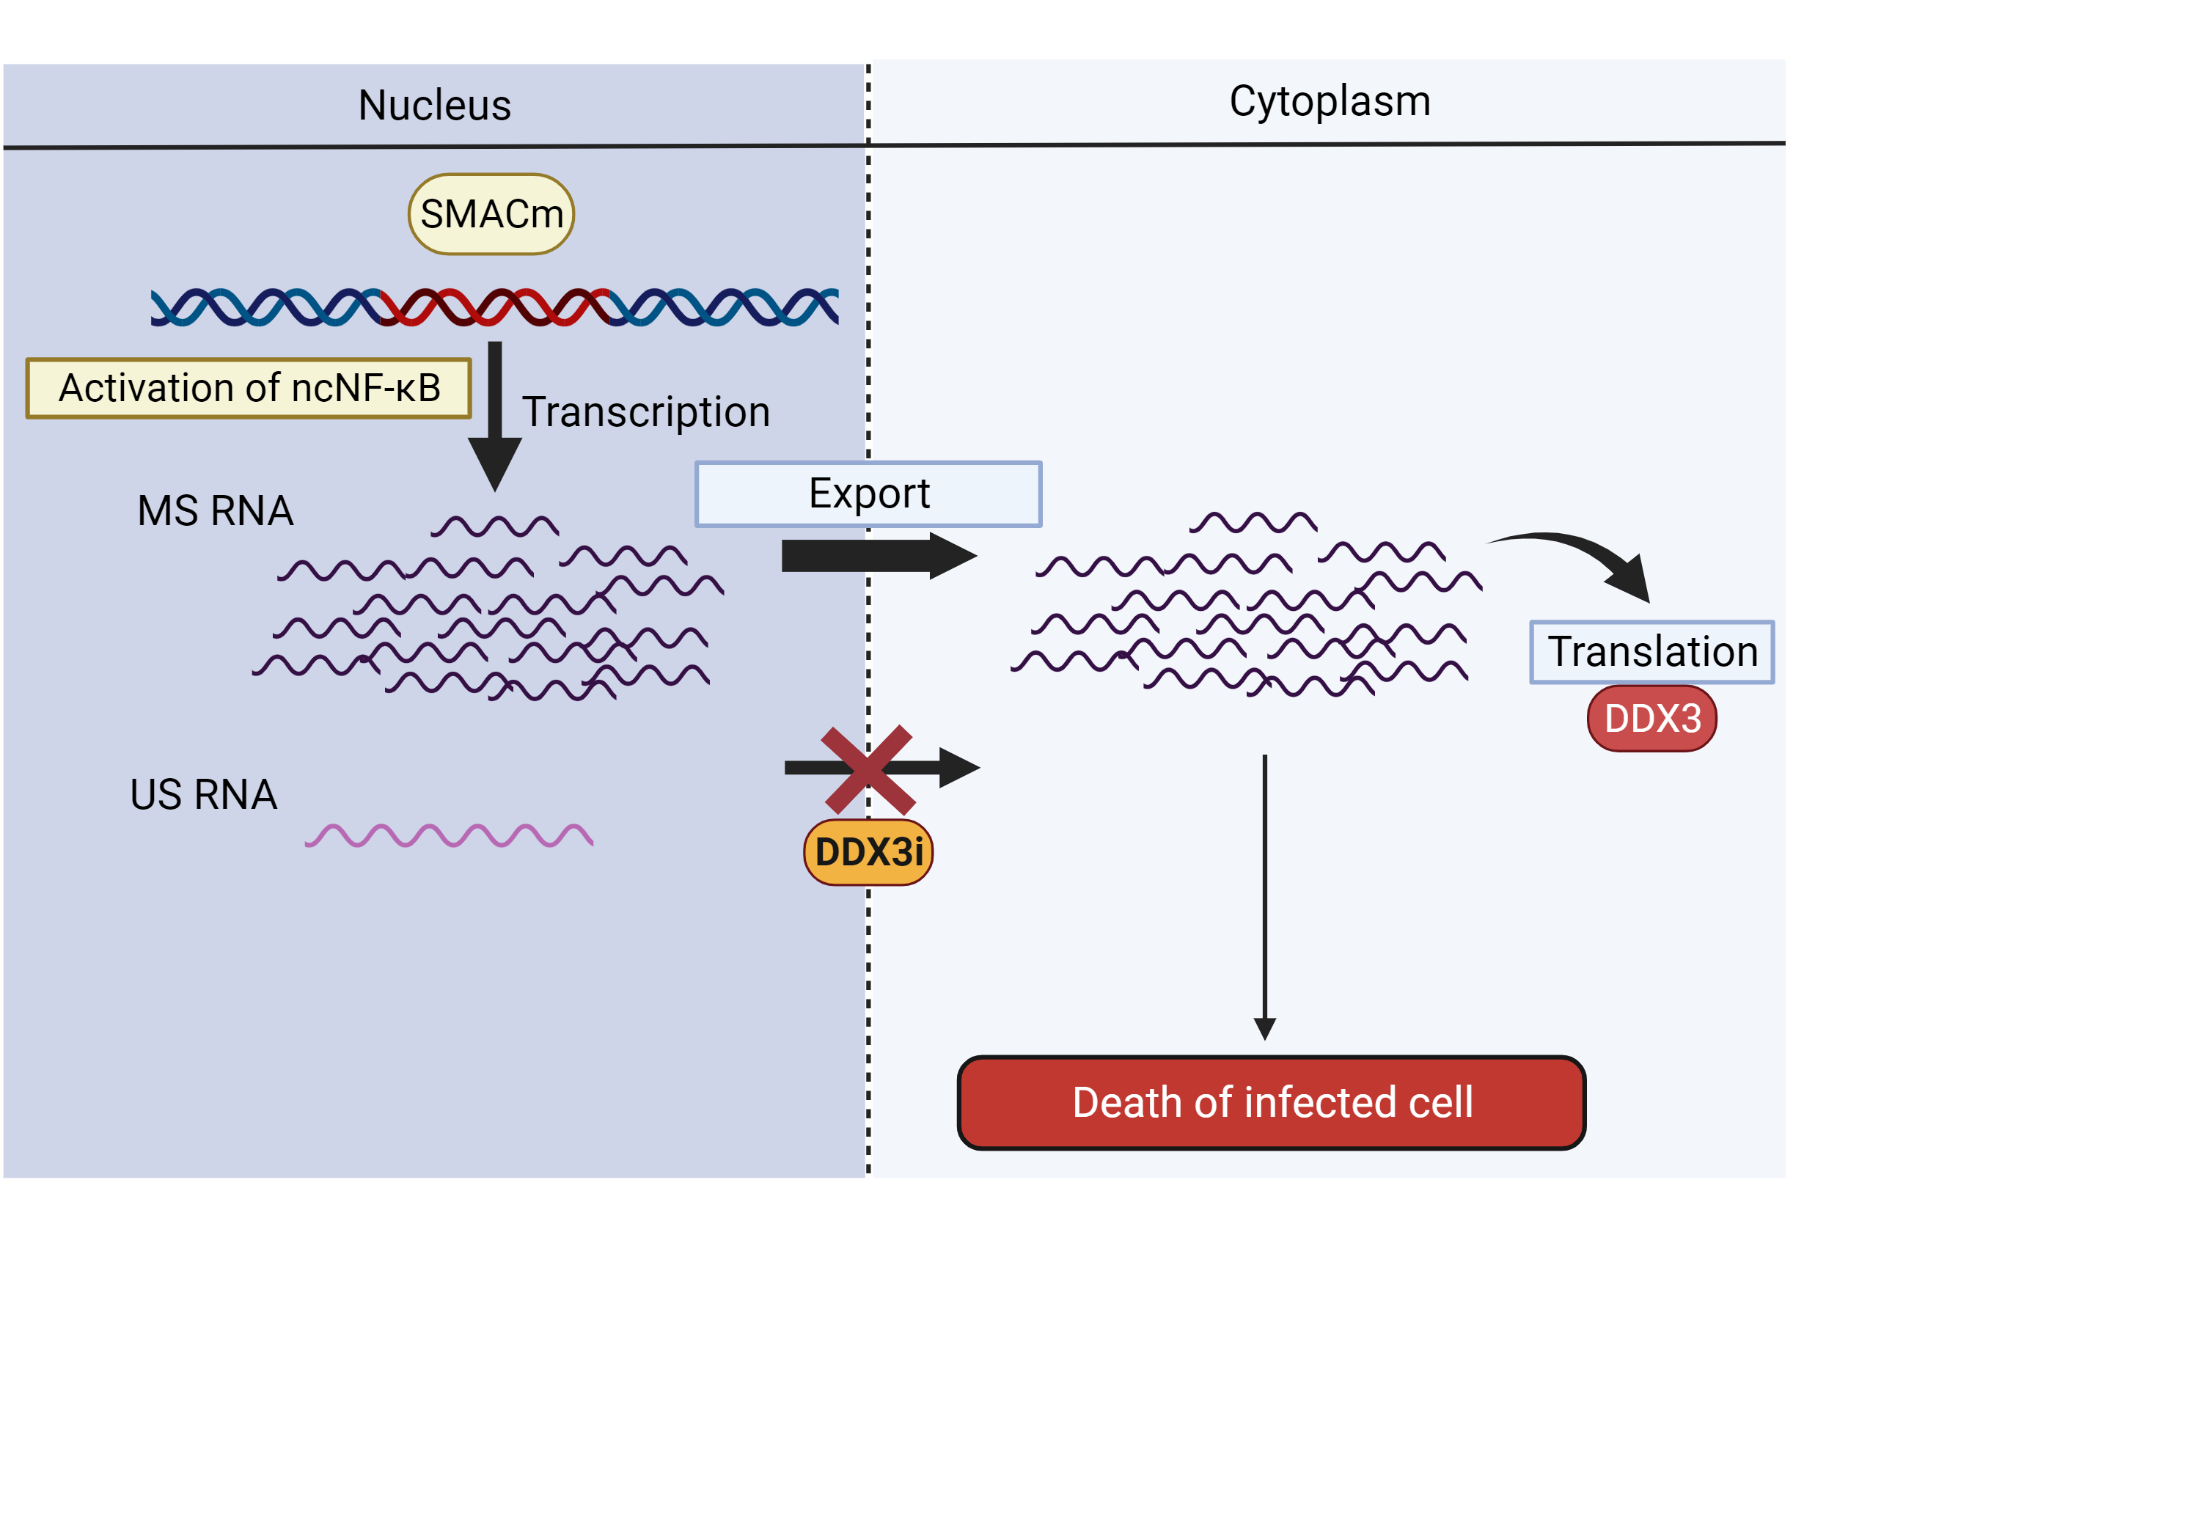 Nucleus
Cytoplasm
SMACm
Activation of ncNF-κB
Transcription
MS RNA
Export
Translation
DDX3
US RNA
DDX3i
Death of infected cell